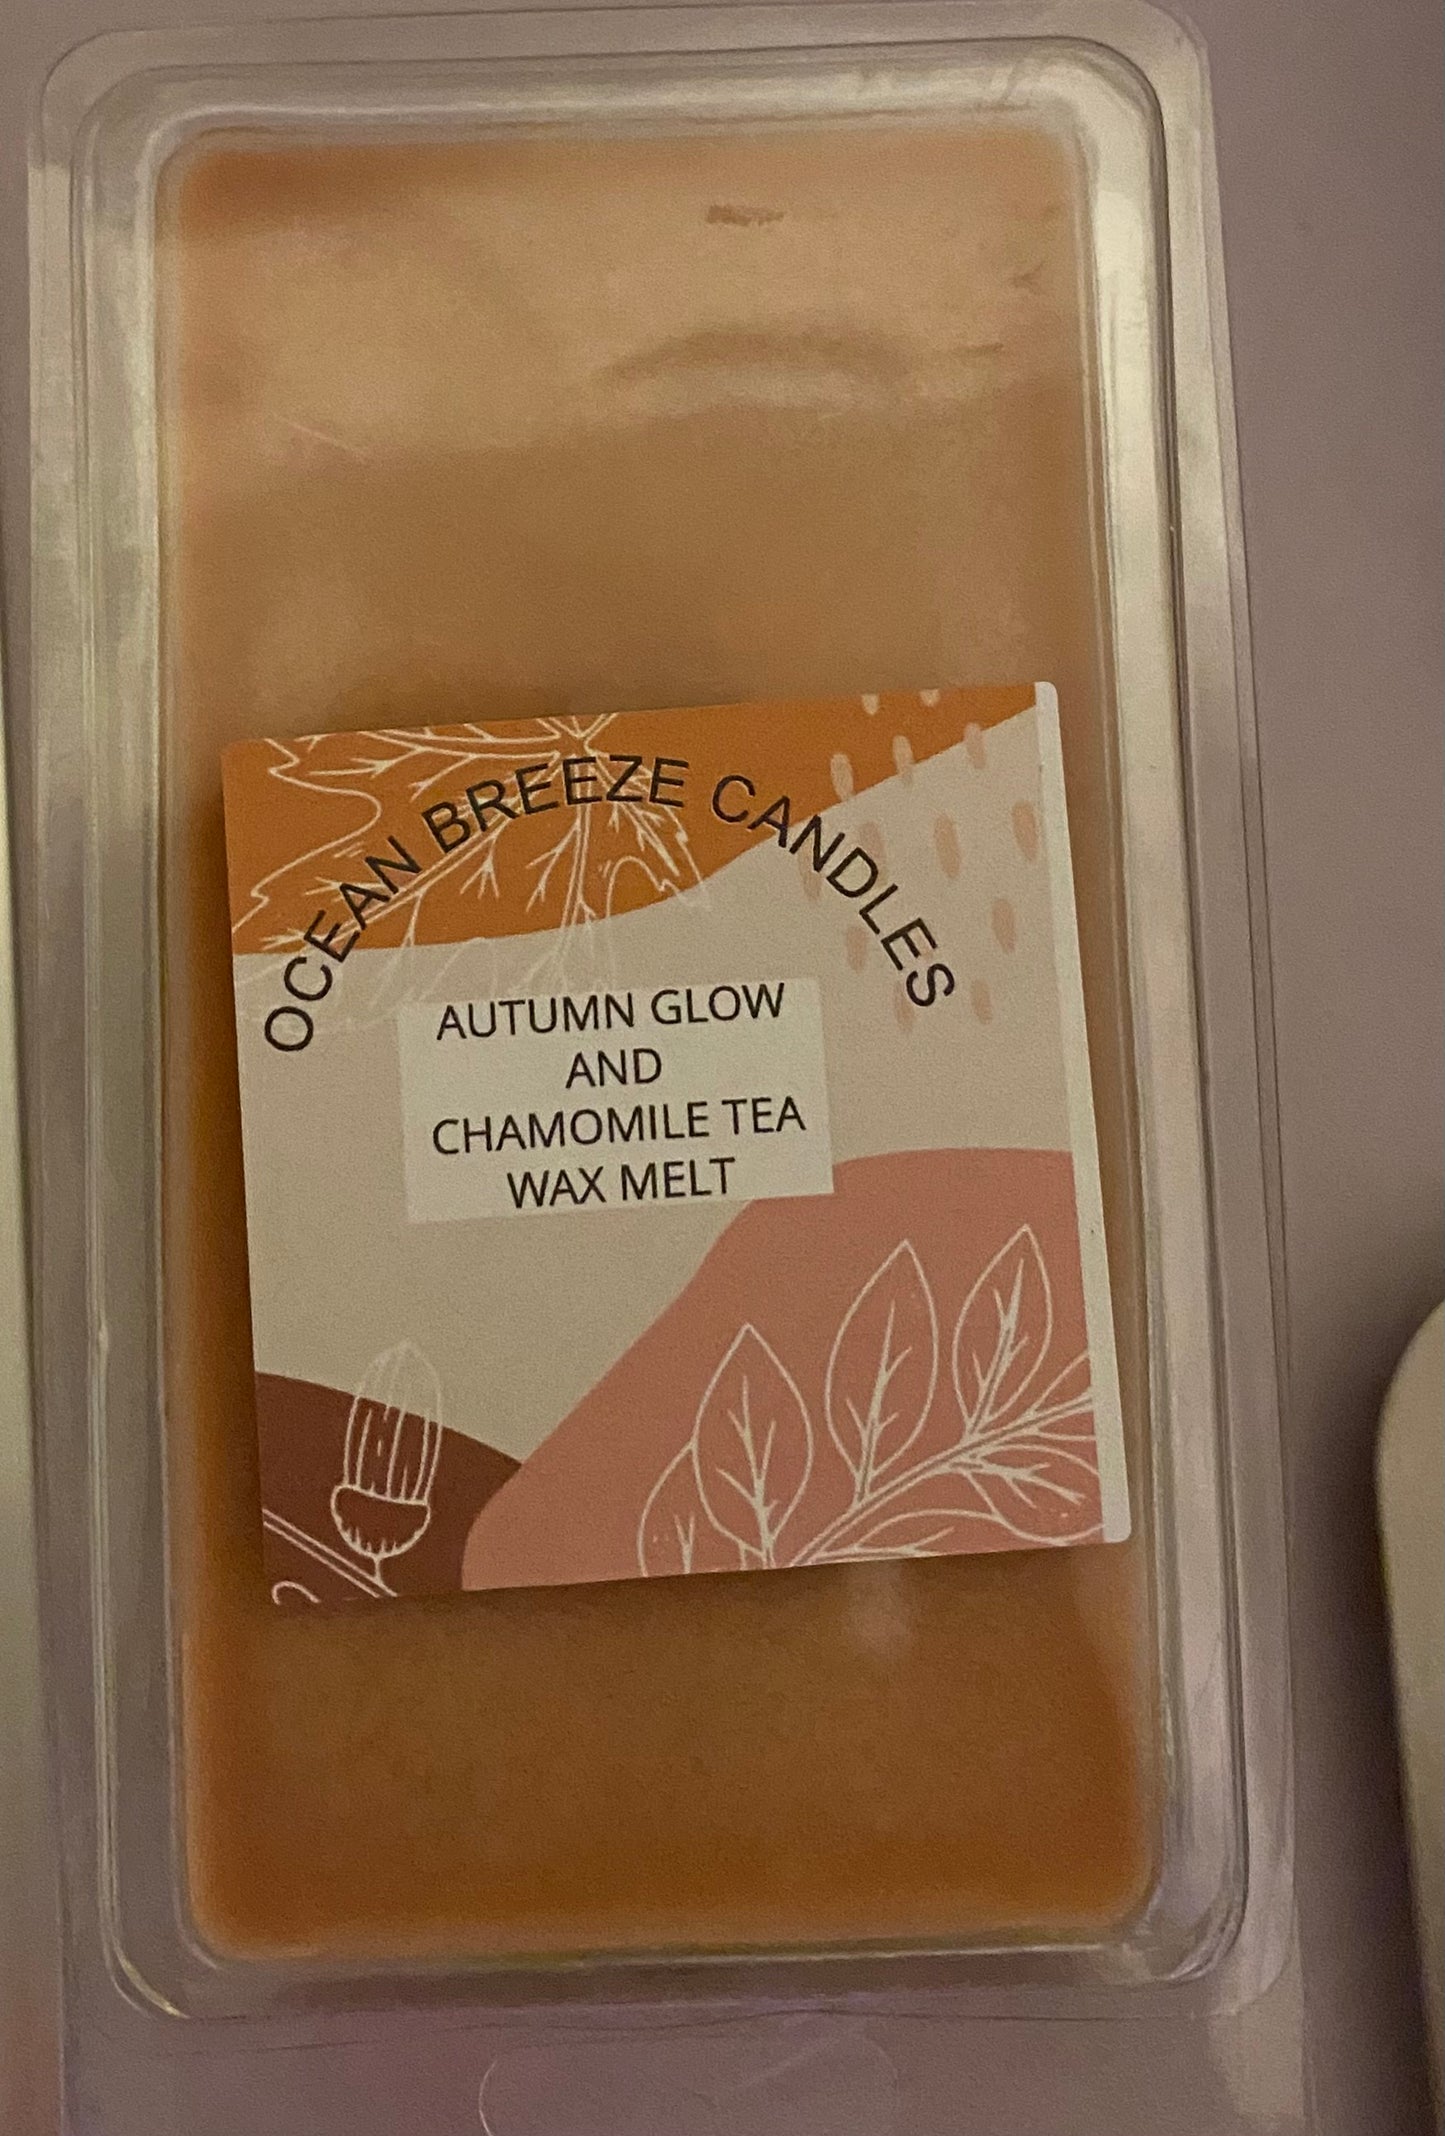 OCEAN BREEZE CANDLES
AUTUMN GLOW
AND
CHAMOMILE TEA
WAX MELT